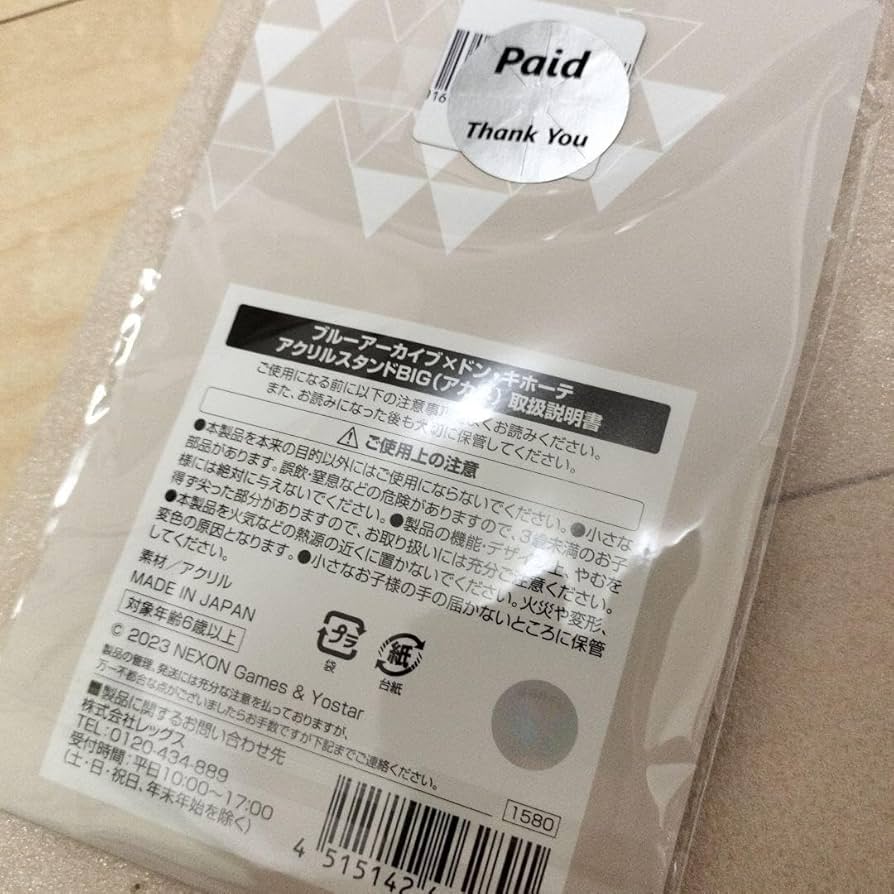 Paid
Thank You
916
ブルーアーカイブ×ドン・キホーテ
アクリルスタンドBIG(アカネ) 取扱説明書
ご使用になる前に以下の注意事項をよくお読みください。
また、お読みになった後も大切に保管してください。
ご使用上の注意
●本製品を本来の目的以外にはご使用にならないでください。●小さな
部品があります。誤飲・窒息などの危険がありますので、3歳未満のお子
様には絶対に与えないでください。●製品の機能・デザイン上、やむを
得ず尖った部分がありますので、お取り扱いには充分ご注意ください。
●本製品を火気などの熱源の近くに置かないでください。火災や変形、
変色の原因となります。●小さなお子様の手の届かないところに保管
してください。
素材/アクリル
MADE IN JAPAN
対象年齢6歳以上
プラ
袋
紙
台紙
© 2023 NEXON Games & Yostar
製品の管理、発送には充分な注意を払っておりますが、
万一不都合な点がございましたらお手数ですが下記までご連絡ください。
■製品に関するお問い合わせ先
株式会社レックス
TEL:0120-434-889
受付時間:平日10:00~17:00
(土・日・祝日、年末年始を除く)
1580
4 515142 4